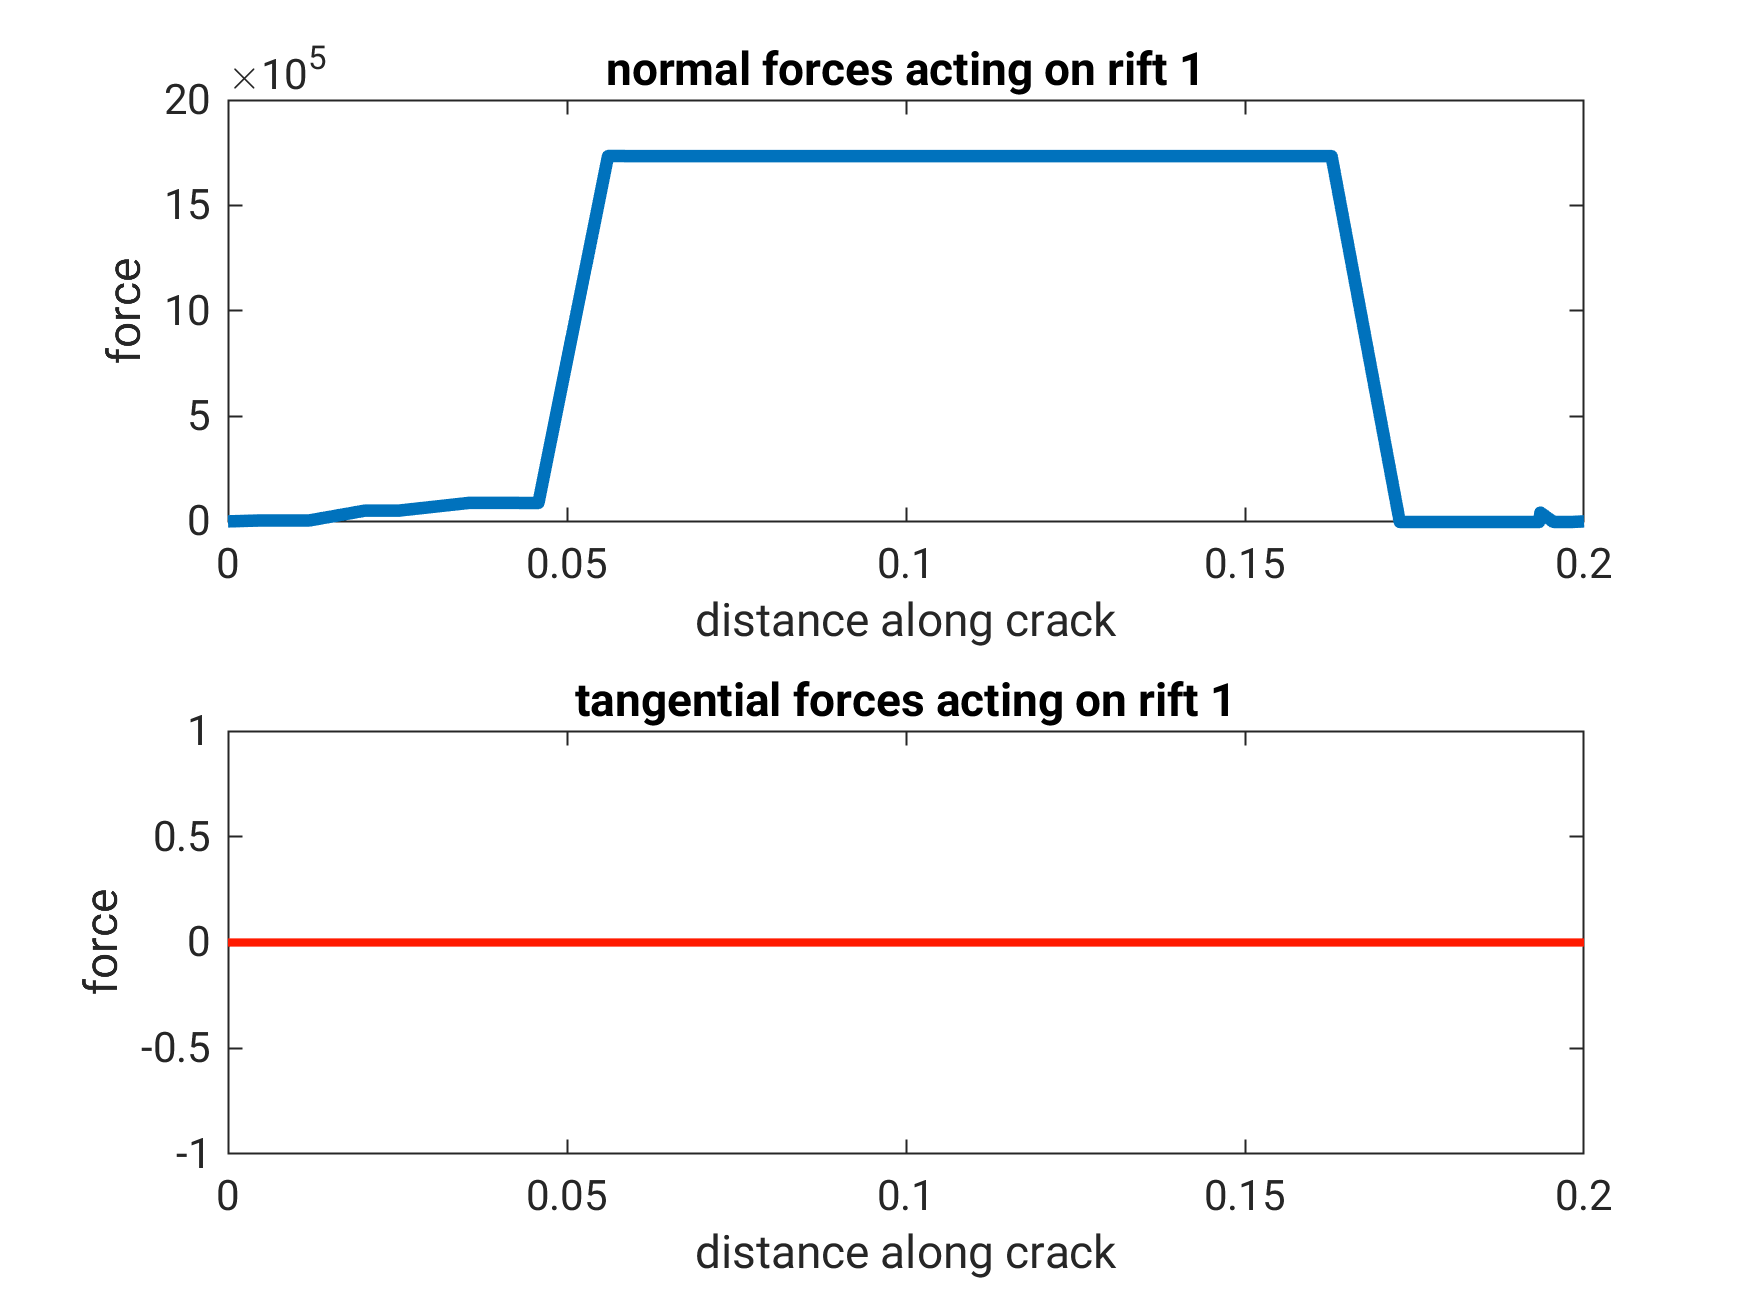 ×10⁵
normal forces acting on rift 1
20
15
10
5
0
force
0 0.05 0.1 0.15 0.2
distance along crack
tangential forces acting on rift 1
1
0.5
0
-0.5
-1
force
0 0.05 0.1 0.15 0.2
distance along crack